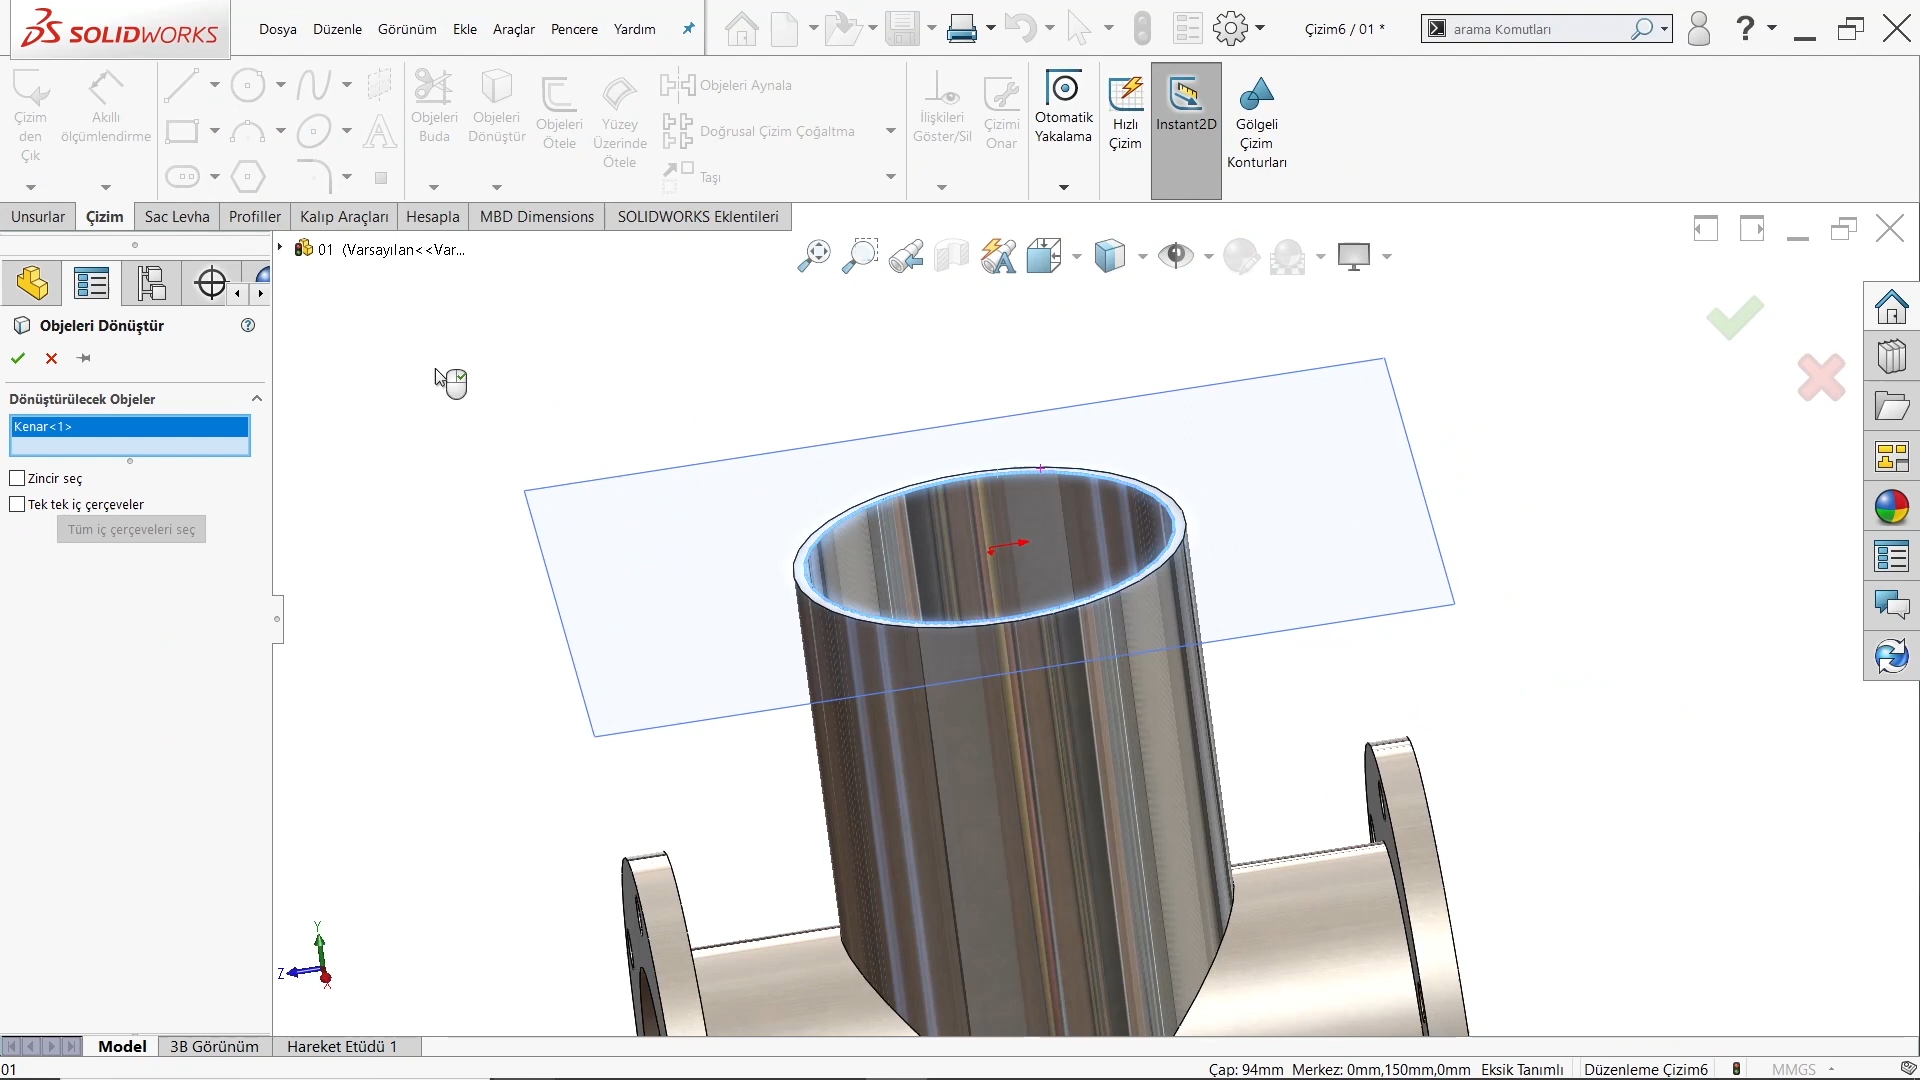 SOLIDWORKS
Dosya Düzenle Görünüm Ekle Araçlar Pencere Yardım
Çizim6 / 01 *
arama Komutları
?
Çizim den Çık
Akıllı ölçümlendirme
Objeleri Buda
Objeleri Dönüştür
Objeleri Ötele
Yüzey Üzerinde Ötele
Objeleri Aynala
Doğrusal Çizim Çoğaltma
Taşı
İlişkileri Göster/Sil
Çizimi Onar
Otomatik Yakalama
Hızlı Çizim
Instant2D
Gölgeli Çizim Konturları
Unsurlar Çizim Sac Levha Profiller Kalıp Araçları Hesapla MBD Dimensions SOLIDWORKS Eklentileri
01 (Varsayılan<<Var...
Objeleri Dönüştür
Dönüştürülecek Objeler
Kenar<1>
Zincir seç
Tek tek iç çerçeveler
Tüm iç çerçeveleri seç
Y
Z
X
Model 3B Görünüm Hareket Etüdü 1
01
Çap: 94mm Merkez: 0mm,150mm,0mm Eksik Tanımlı Düzenleme Çizim6 MMGS